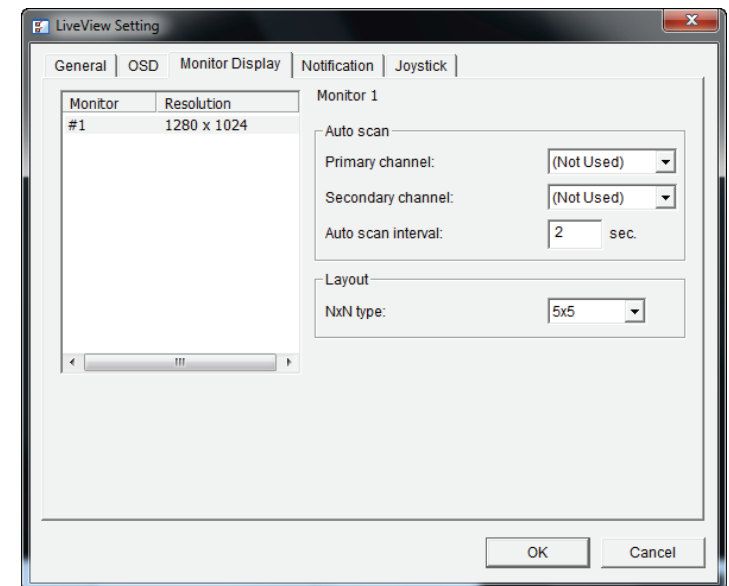 LiveView Setting
General OSD Monitor Display Notification Joystick
Monitor Resolution
#1 1280 x 1024
Monitor 1
Auto scan
Primary channel: (Not Used)
Secondary channel: (Not Used)
Auto scan interval: 2 sec.
Layout
NxN type: 5x5
OK Cancel